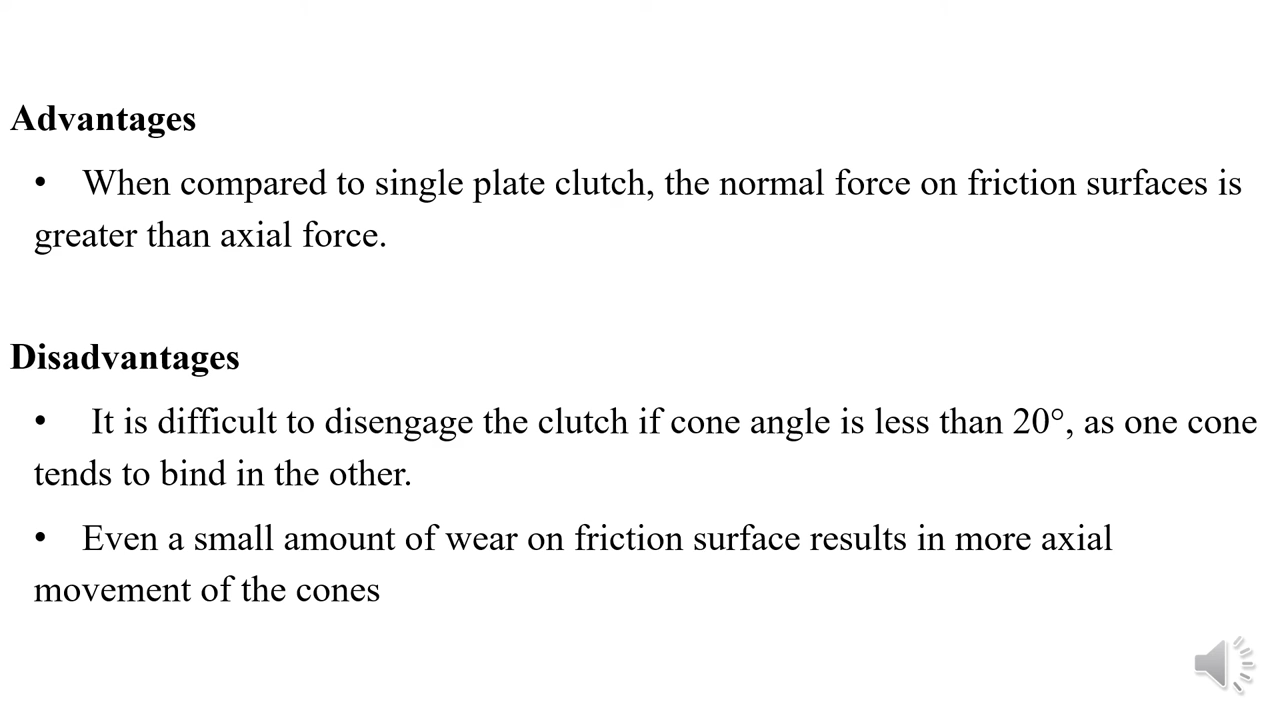 Advantages
• When compared to single plate clutch, the normal force on friction surfaces is
greater than axial force.
Disadvantages
• It is difficult to disengage the clutch if cone angle is less than 20°, as one cone
tends to bind in the other.
• Even a small amount of wear on friction surface results in more axial
movement of the cones